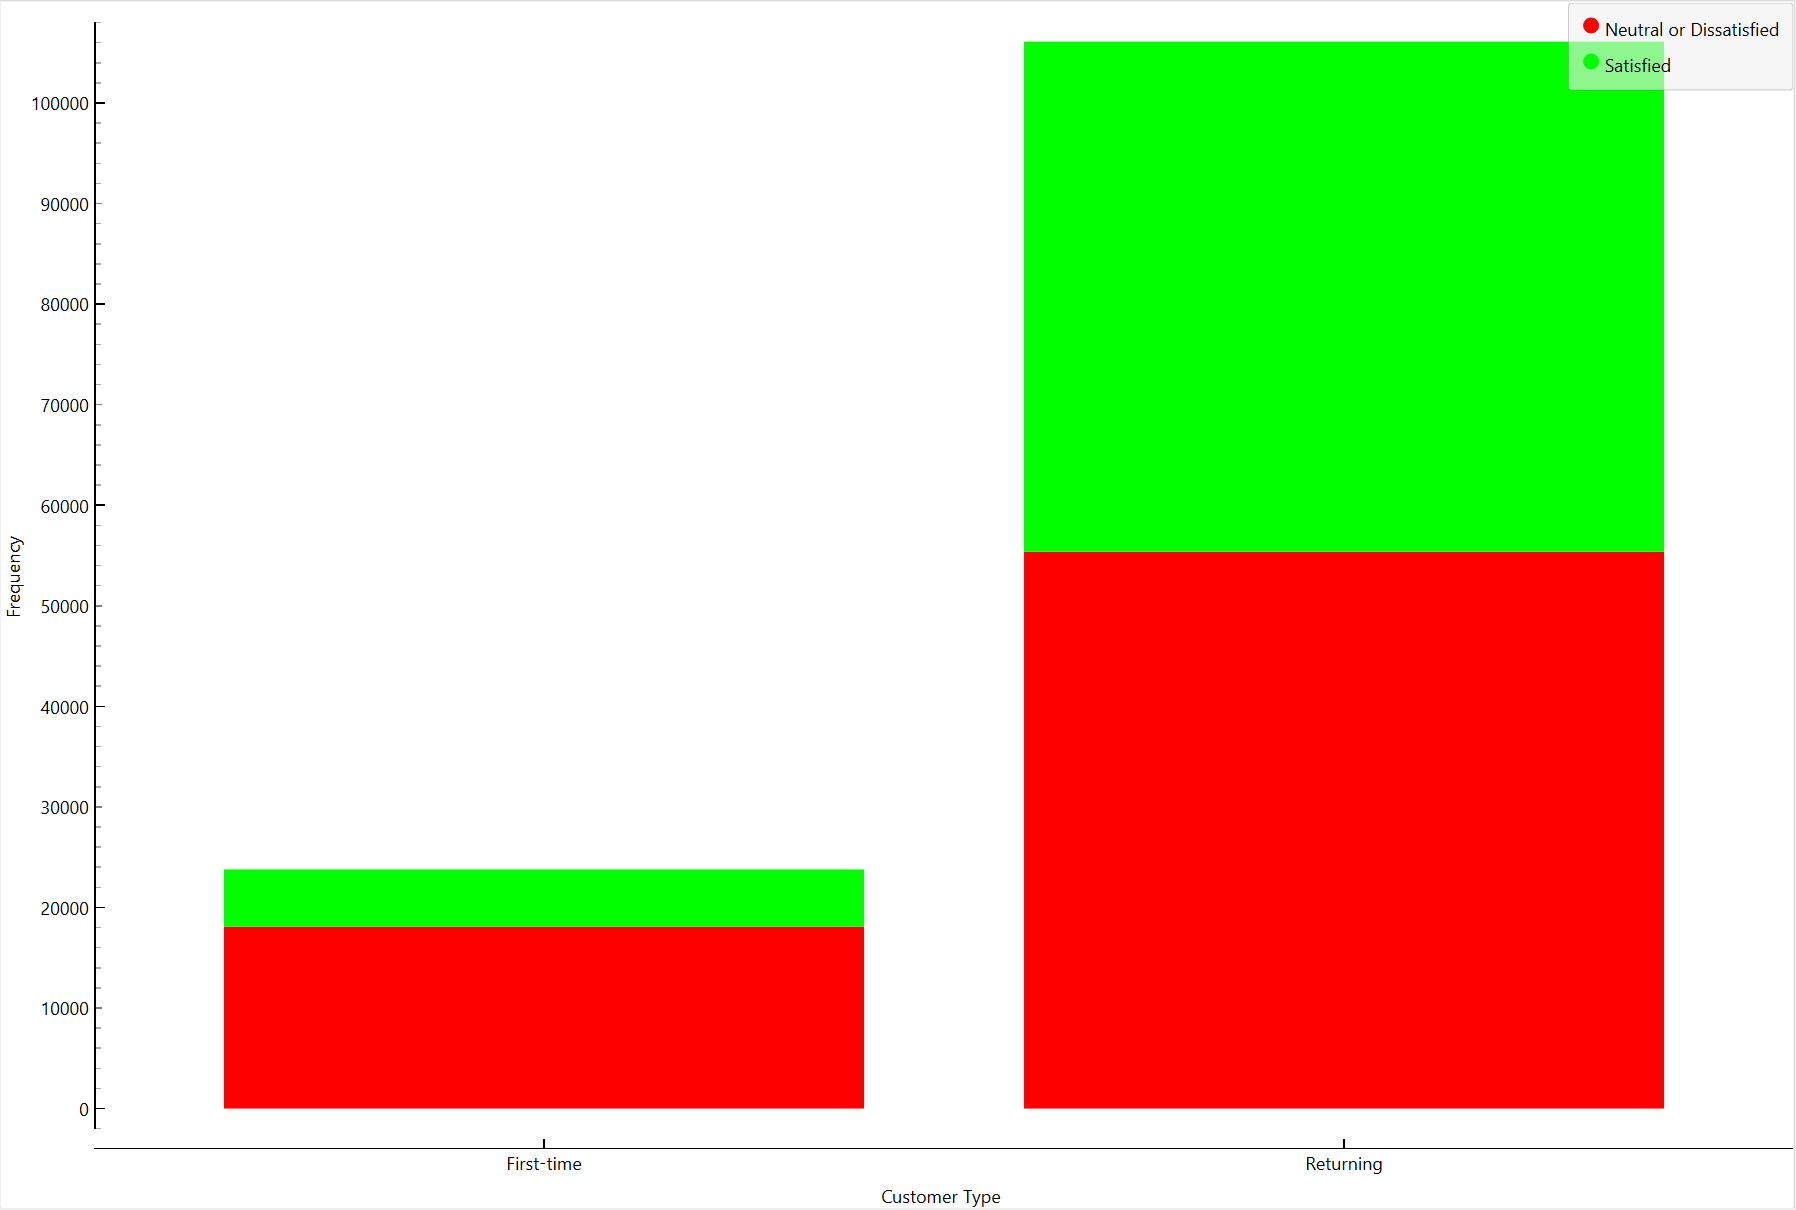 Neutral or Dissatisfied
Satisfied
100000
90000
80000
70000
60000
50000
40000
30000
20000
10000
0
Frequency
First-time
Returning
Customer Type